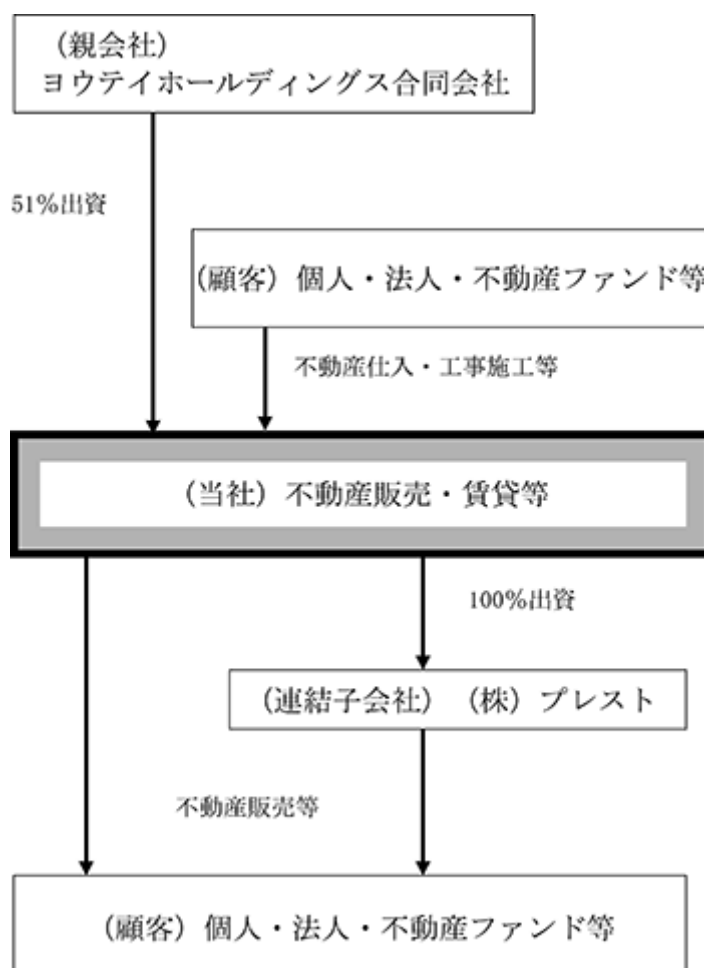 （親会社）
ヨウテイホールディングス合同会社
51％出資
（顧客）個人・法人・不動産ファンド等
不動産仕入・工事施工等
（当社）不動産販売・賃貸等
100％出資
（連結子会社）（株）プレスト
不動産販売等
（顧客）個人・法人・不動産ファンド等